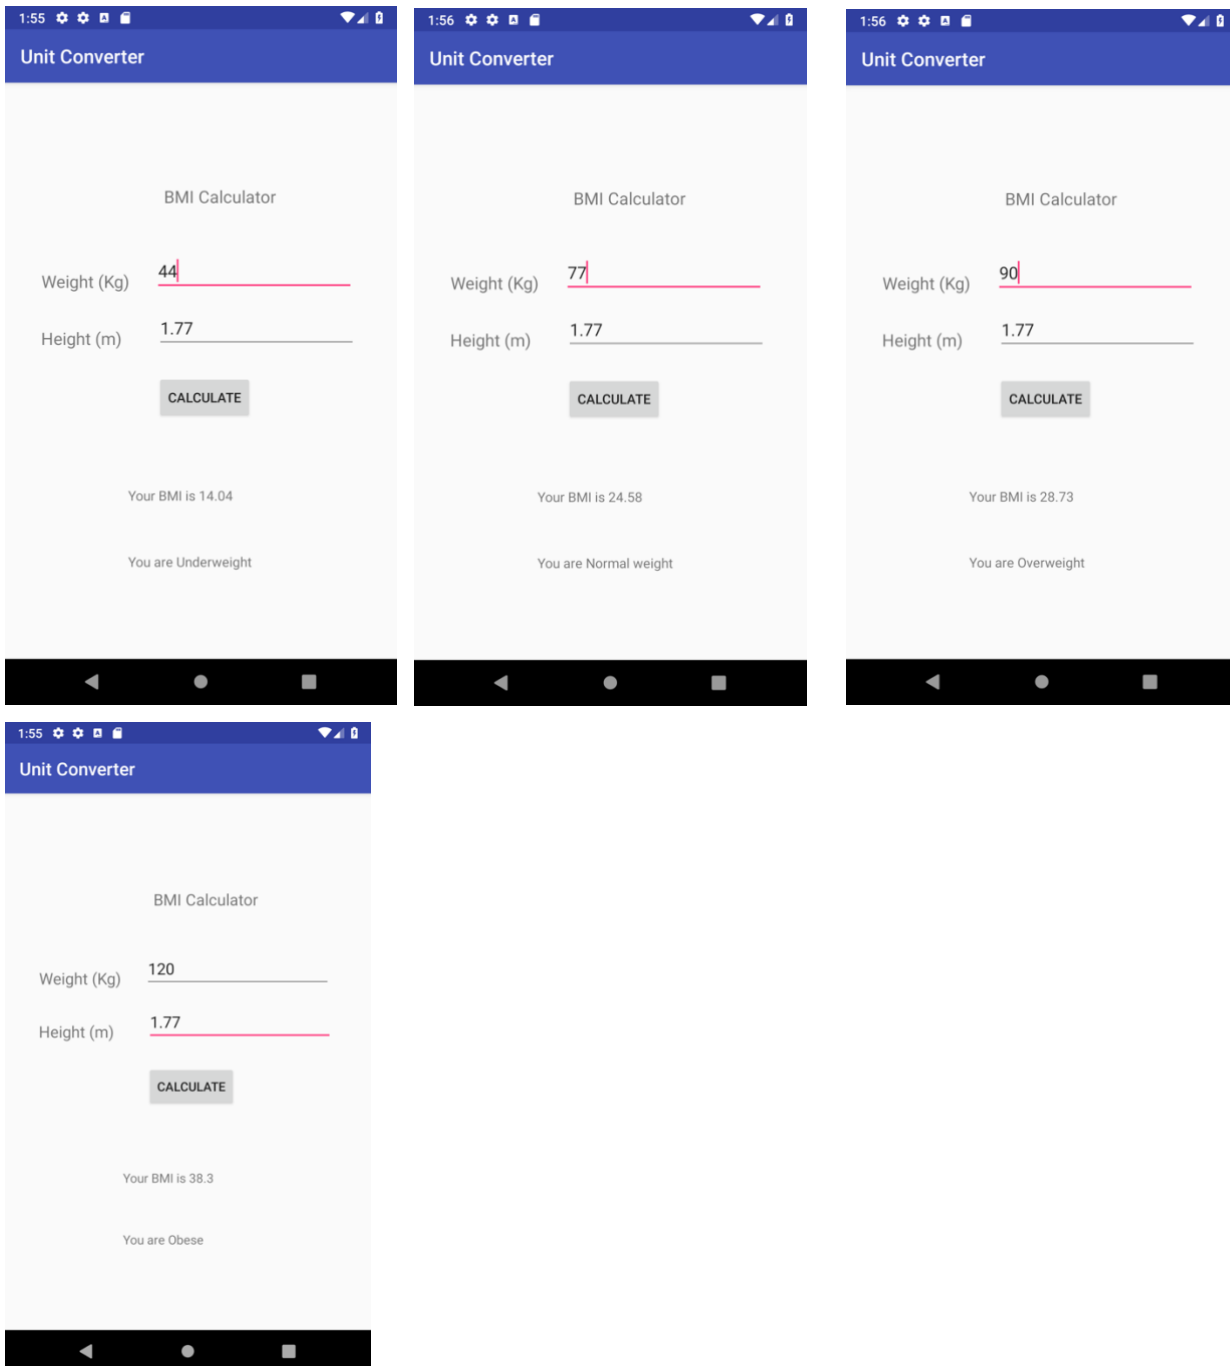 1:55
Unit Converter
BMI Calculator
Weight (Kg) 44
Height (m) 1.77
CALCULATE
Your BMI is 14.04
You are Underweight
1:56
Unit Converter
BMI Calculator
Weight (Kg) 77
Height (m) 1.77
CALCULATE
Your BMI is 24.58
You are Normal weight
1:56
Unit Converter
BMI Calculator
Weight (Kg) 90
Height (m) 1.77
CALCULATE
Your BMI is 28.73
You are Overweight
1:55
Unit Converter
BMI Calculator
Weight (Kg) 120
Height (m) 1.77
CALCULATE
Your BMI is 38.3
You are Obese